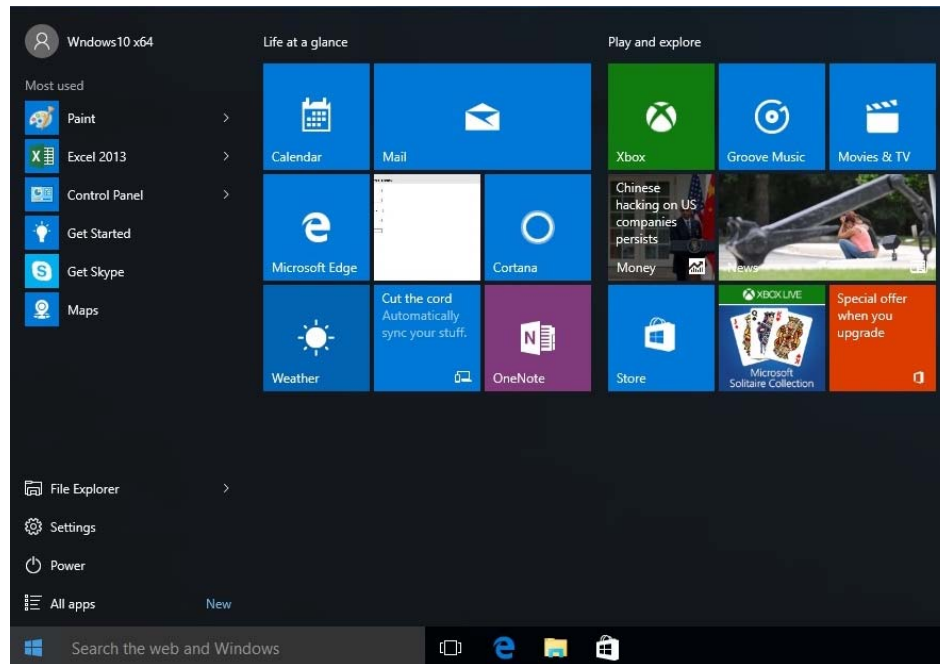 Wndows10 x64
Most used
Paint
Excel 2013
Control Panel
Get Started
Get Skype
Maps
File Explorer
Settings
Power
All apps New
Life at a glance
Calendar
Mail
Microsoft Edge
Cortana
Weather
Cut the cord
Automatically
sync your stuff.
OneNote
Play and explore
Xbox
Groove Music
Movies & TV
Chinese
hacking on US
companies
persists
Money
News
Store
XBOX LIVE
Microsoft
Solitaire Collection
Special offer
when you
upgrade
Search the web and Windows